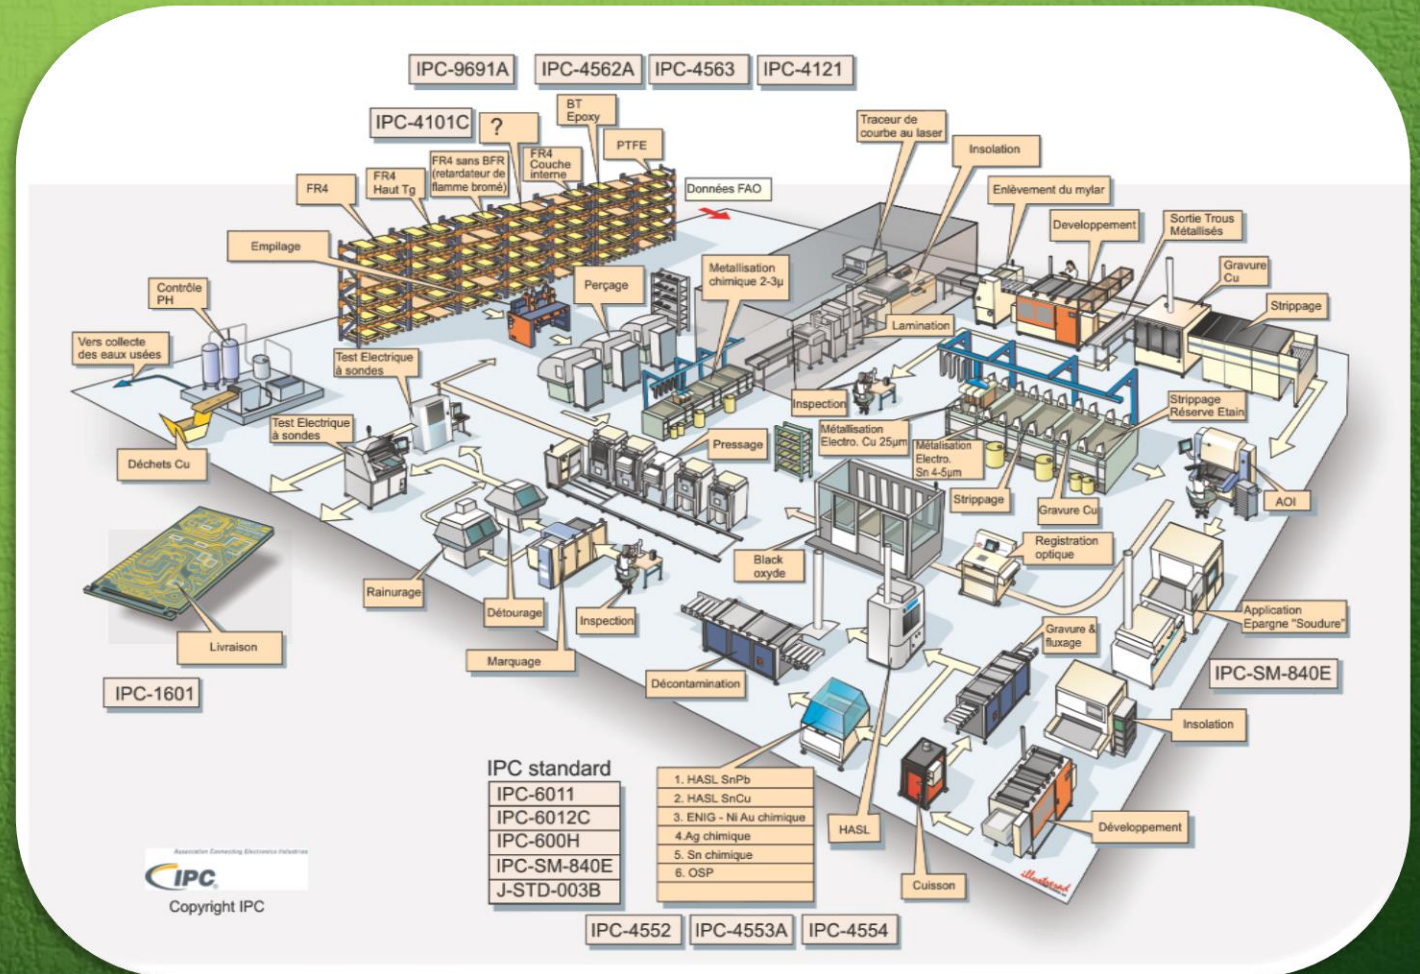 IPC-9691A
IPC-4562A
IPC-4563
IPC-4121
IPC-4101C
?
BT
Epoxy
PTFE
FR4
Couche
interne
FR4 sans BFR
(retardateur de
flamme bromé)
FR4
Haut Tg
FR4
Empilage
Données FAO
Traceur de
courbe au laser
Insolation
Enlèvement du mylar
Developpement
Sortie Trous
Métallisés
Gravure
Cu
Strippage
Contrôle
PH
Vers collecte
des eaux usées
Déchets Cu
Perçage
Metallisation
chimique 2-3µ
Lamination
Inspection
Test Electrique
à sondes
Test Electrique
à sondes
Pressage
Métallisation
Electro. Cu 25µm
Métalisation
Electro.
Sn 4-5µm
Strippage
Réserve Etain
Strippage
Gravure Cu
AOI
Black
oxyde
Registration
optique
Rainurage
Détourage
Inspection
Marquage
Livraison
IPC-1601
Décontamination
Gravure &
fluxage
Application
Epargne "Soudure"
IPC-SM-840E
Insolation
Développement
Cuisson
HASL
1. HASL SnPb
2. HASL SnCu
3. ENIG - Ni Au chimique
4.Ag chimique
5. Sn chimique
6. OSP
IPC standard
IPC-6011
IPC-6012C
IPC-600H
IPC-SM-840E
J-STD-003B
IPC-4552
IPC-4553A
IPC-4554
Association Connecting Electronics Industries
IPC
Copyright IPC